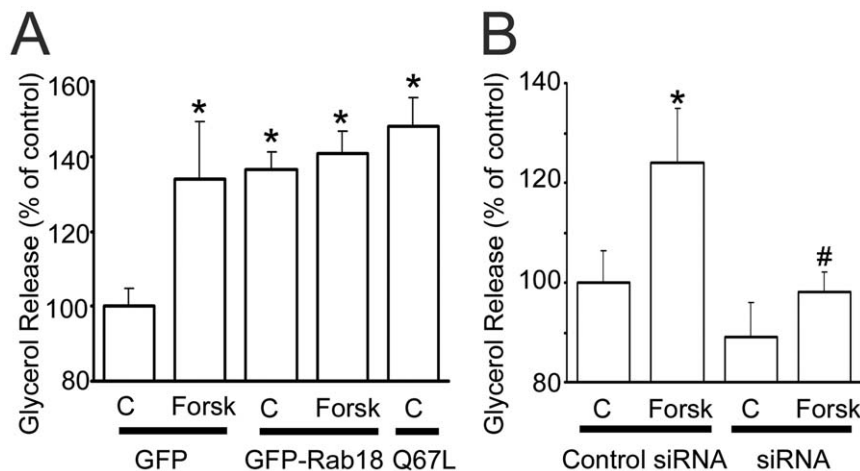 A
Glycerol Release (% of control)
160
140
120
100
80
*
*
*
*
C Forsk C Forsk C
GFP GFP-Rab18 Q67L
B
Glycerol Release (% of control)
140
120
100
80
*
#
C Forsk C Forsk
Control siRNA siRNA